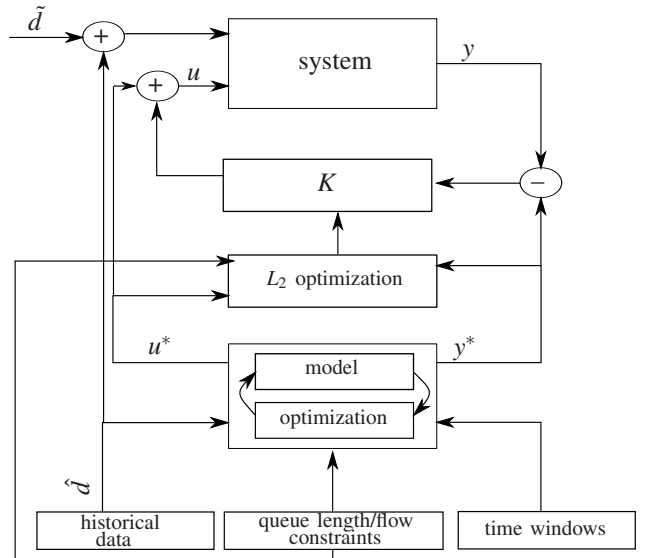 d̃
+
system
y
+
u
K
−
L₂ optimization
u*
y*
model
optimization
d̂
historical
data
queue length/flow
constraints
time windows